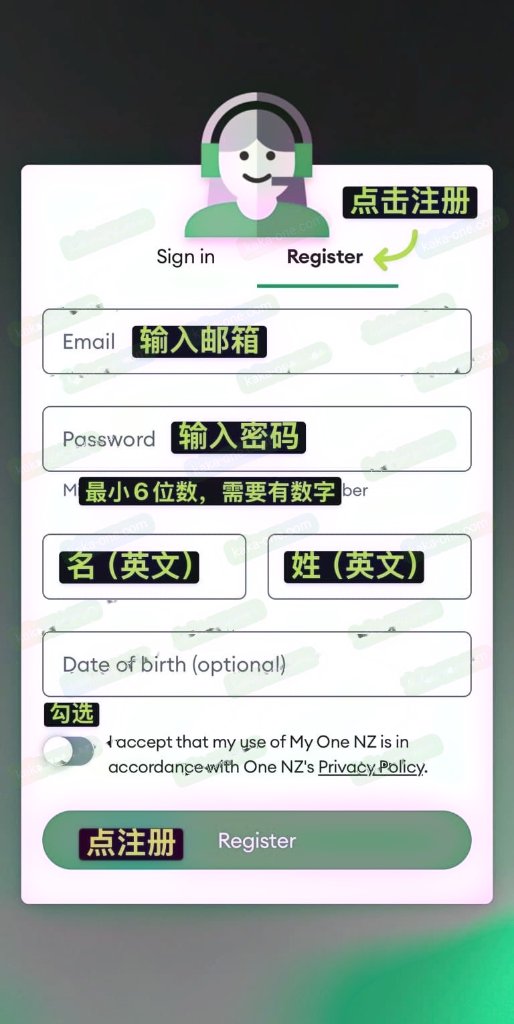 点击注册
Sign in
Register
Email 输入邮箱
Password 输入密码
最小6位数，需要有数字
名（英文）
姓（英文）
Date of birth (optional)
勾选
I accept that my use of My One NZ is in
accordance with One NZ's Privacy Policy.
点注册 Register
kaka-one.com